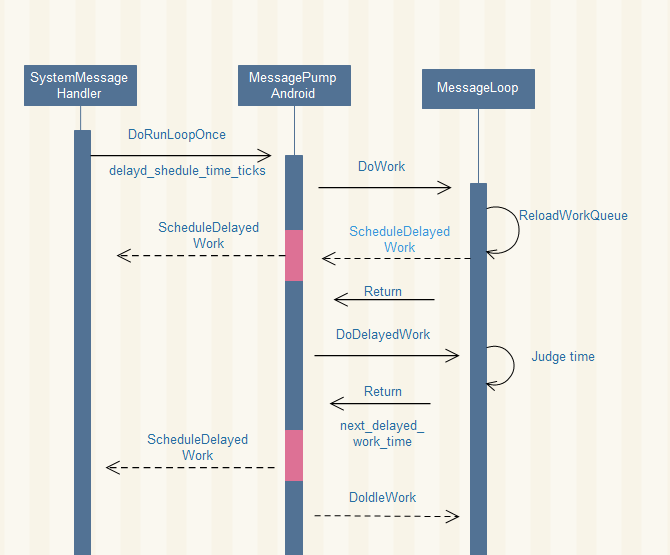 SystemMessage
Handler
MessagePump
Android
MessageLoop
DoRunLoopOnce
delayd_shedule_time_ticks
DoWork
ReloadWorkQueue
ScheduleDelayed
Work
ScheduleDelayed
Work
Return
DoDelayedWork
Judge time
Return
next_delayed_
work_time
ScheduleDelayed
Work
DoIdleWork